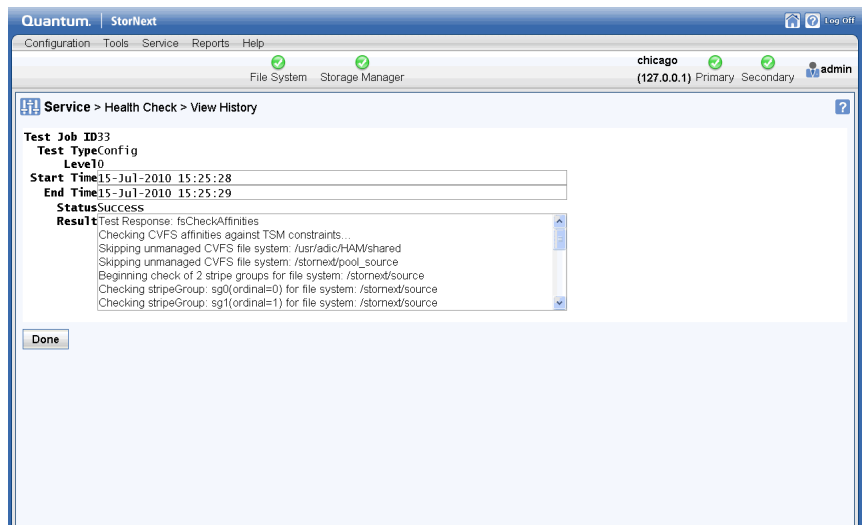 Quantum. | StorNext
Log Off
Configuration Tools Service Reports Help
File System Storage Manager
chicago
(127.0.0.1) Primary Secondary
admin
Service > Health Check > View History
Test Job ID33
Test TypeConfig
Level0
Start Time15-Jul-2010 15:25:28
End Time15-Jul-2010 15:25:29
StatusSuccess
ResultTest Response: fsCheckAffinities
Checking CVFS affinities against TSM constraints...
Skipping unmanaged CVFS file system: /usr/adic/HAM/shared
Skipping unmanaged CVFS file system: /stornext/pool_source
Beginning check of 2 stripe groups for file system: /stornext/source
Checking stripeGroup: sg0(ordinal=0) for file system: /stornext/source
Checking stripeGroup: sg1(ordinal=1) for file system: /stornext/source
Done